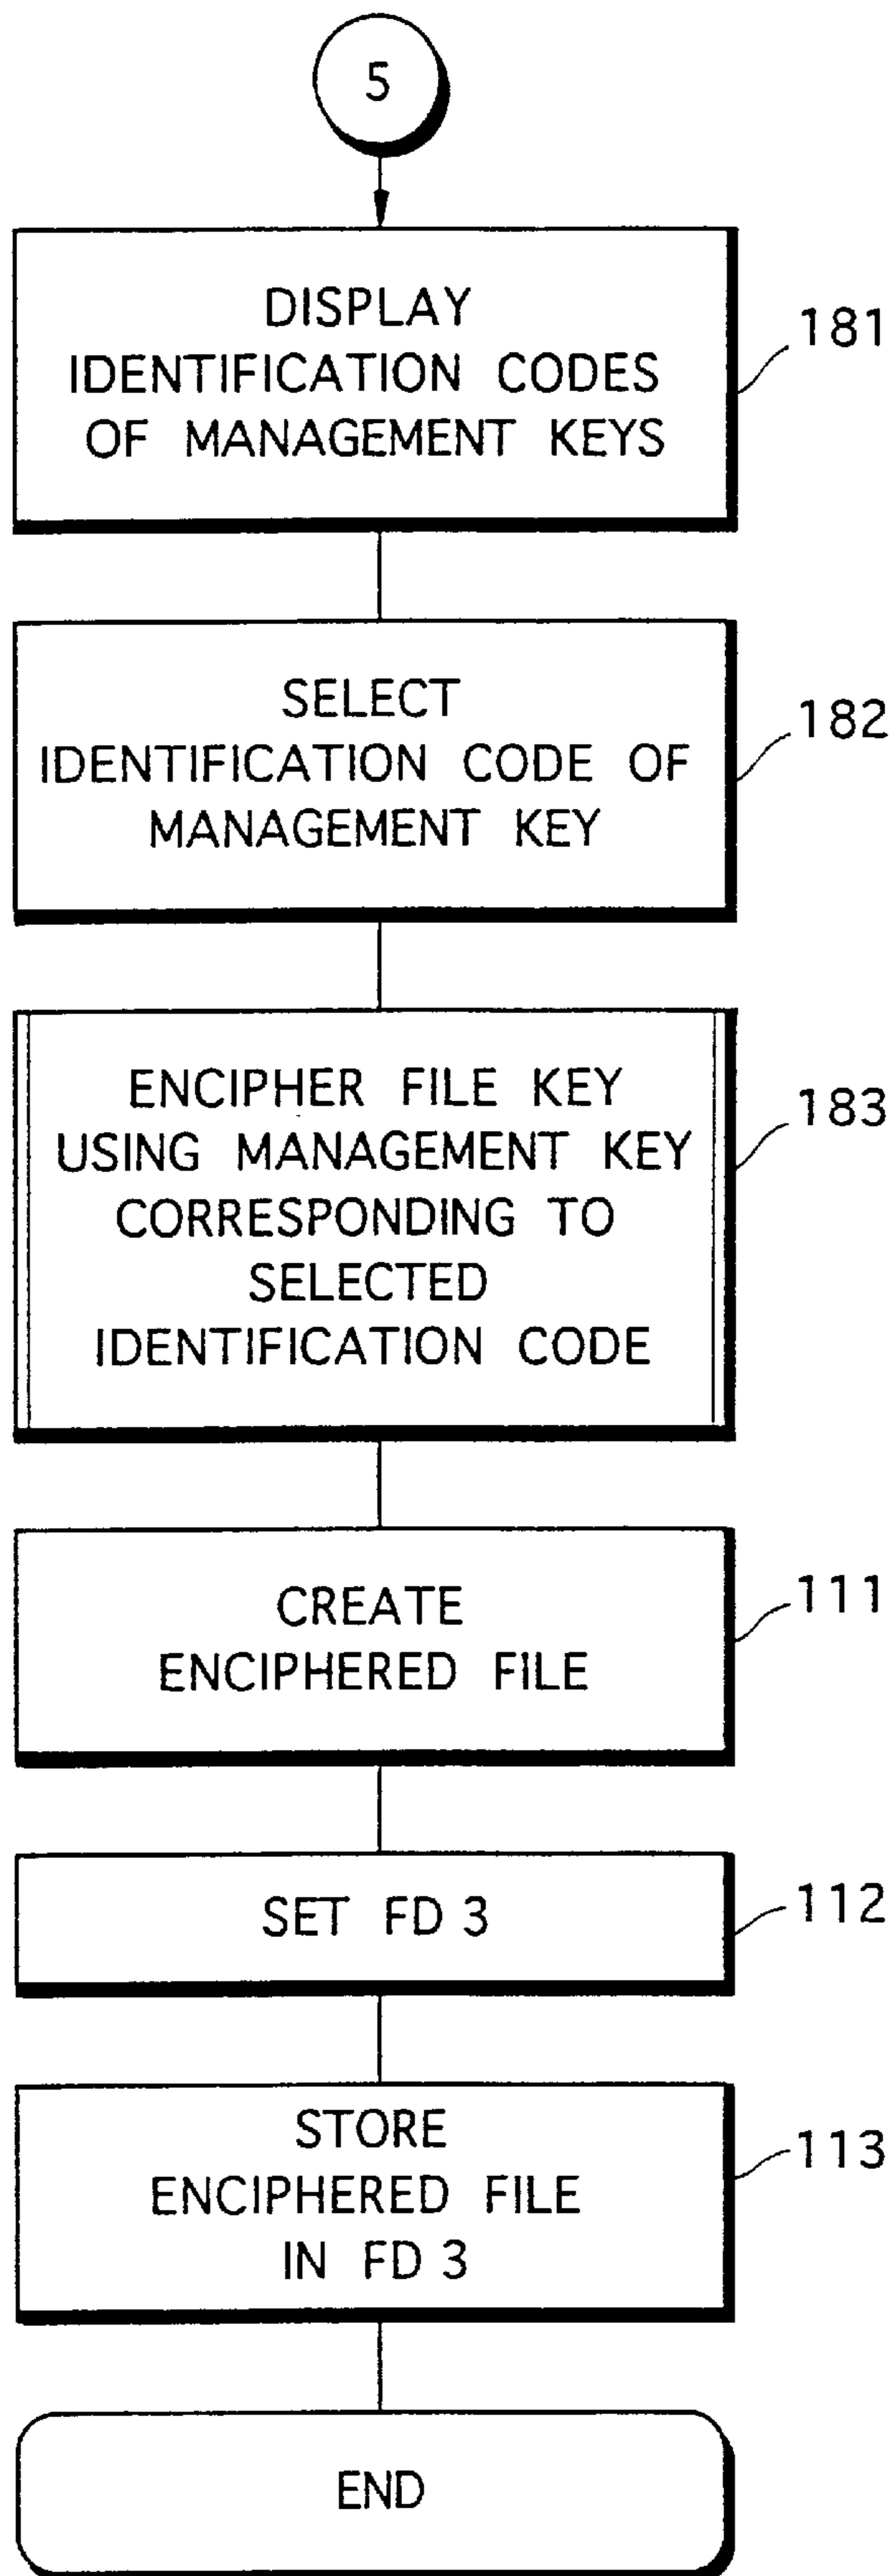 5
DISPLAY
IDENTIFICATION CODES
OF MANAGEMENT KEYS
181
SELECT
IDENTIFICATION CODE OF
MANAGEMENT KEY
182
ENCIPHER FILE KEY
USING MANAGEMENT KEY
CORRESPONDING TO
SELECTED
IDENTIFICATION CODE
183
CREATE
ENCIPHERED FILE
111
SET FD 3
112
STORE
ENCIPHERED FILE
IN FD 3
113
END